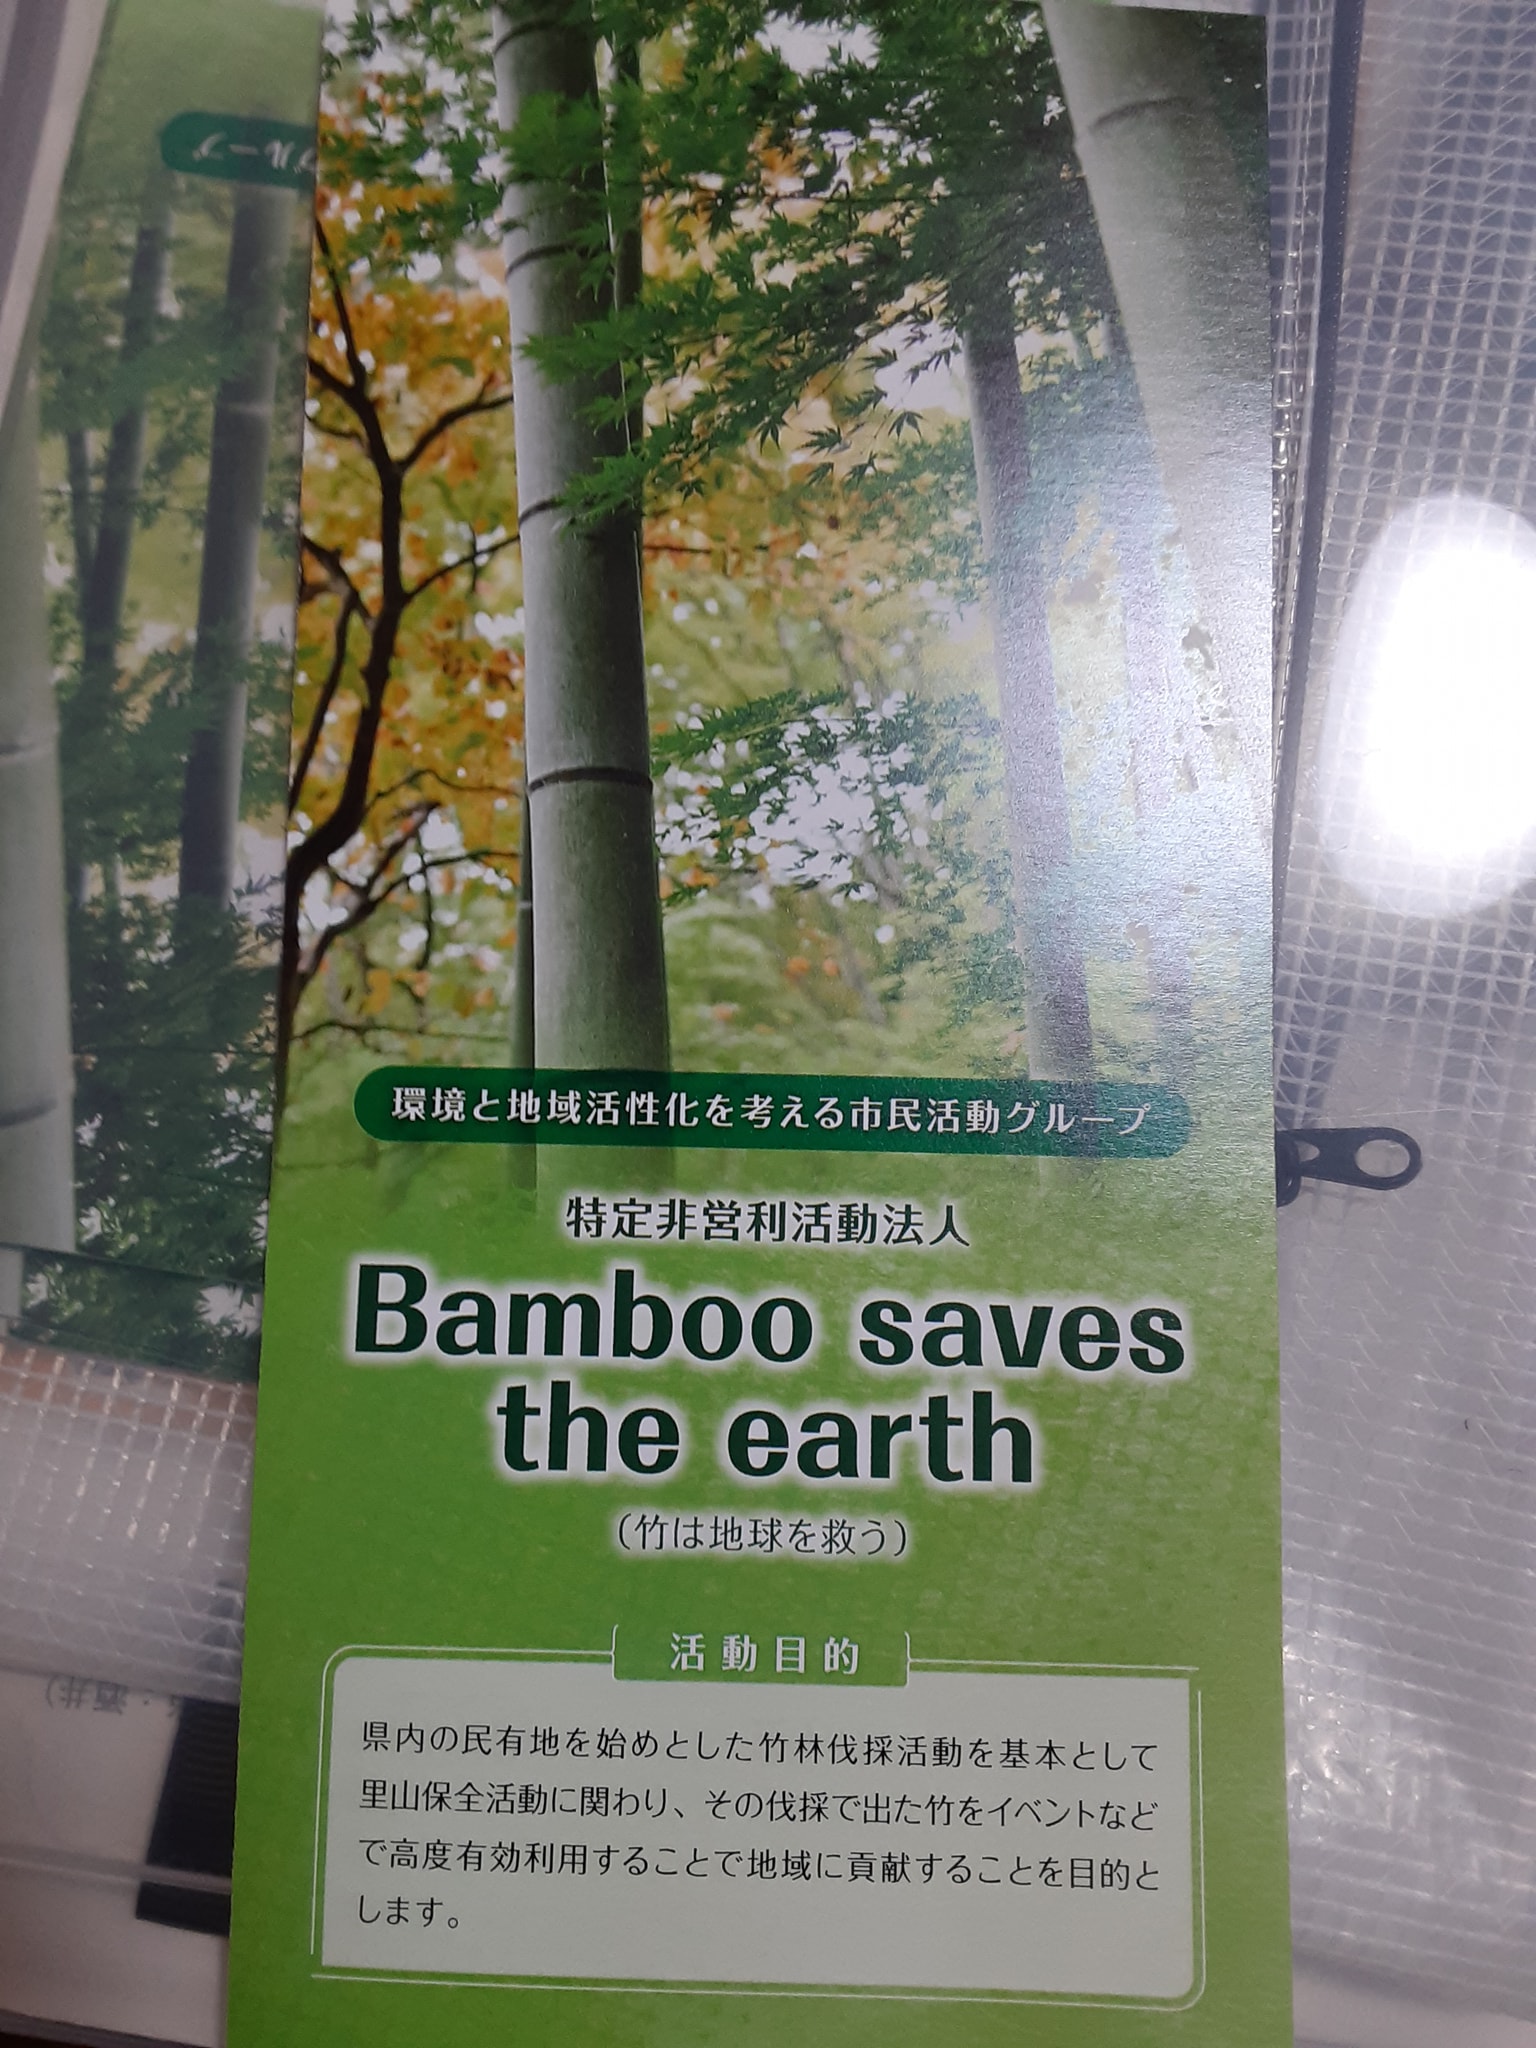 環境と地域活性化を考える市民活動グループ
特定非営利活動法人
Bamboo saves
the earth
(竹は地球を救う)
活動目的
県内の民有地を始めとした竹林伐採活動を基本として
里山保全活動に関わり、その伐採で出た竹をイベントなど
で高度有効利用することで地域に貢献することを目的と
します。
グループ